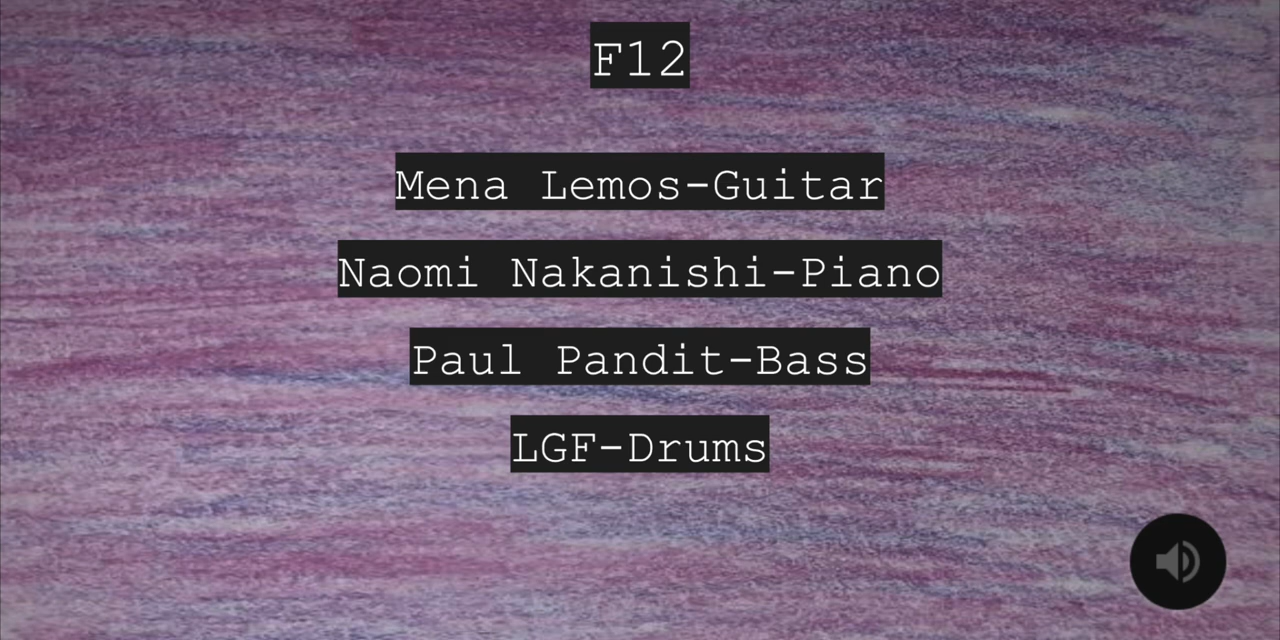 F12
Mena Lemos-Guitar
Naomi Nakanishi-Piano
Paul Pandit-Bass
LGF-Drums